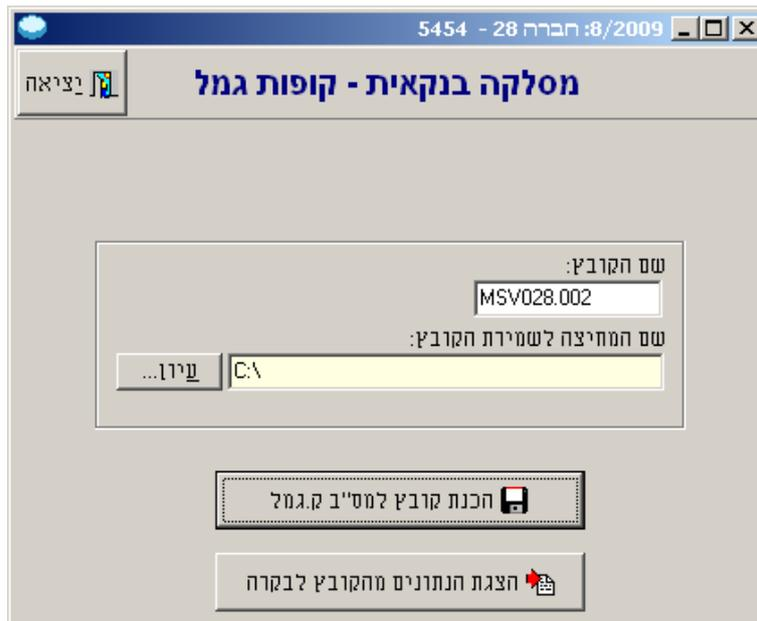 8/2009: חברה 28 - 5454
מסלקה בנקאית - קופות גמל
יציאה
שם הקובץ:
MSV028.002
שם המחיצה לשמירת הקובץ:
C:\
עיון...
הכנת קובץ למס"ב ק.גמל
הצגת הנתונים מהקובץ לבקרה